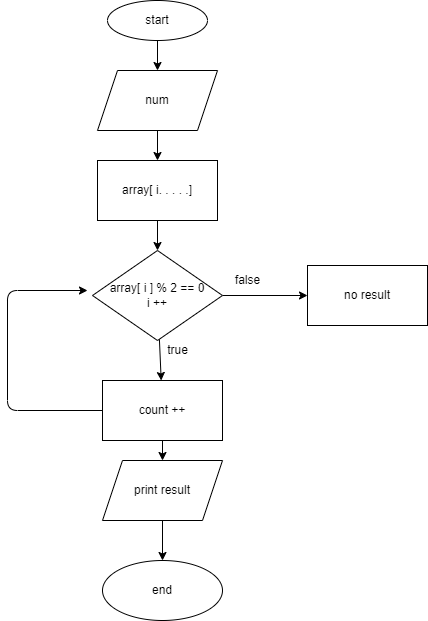 start
num
array[ i. . . . .]
array[ i ] % 2 == 0
i ++
false
no result
true
count ++
print result
end